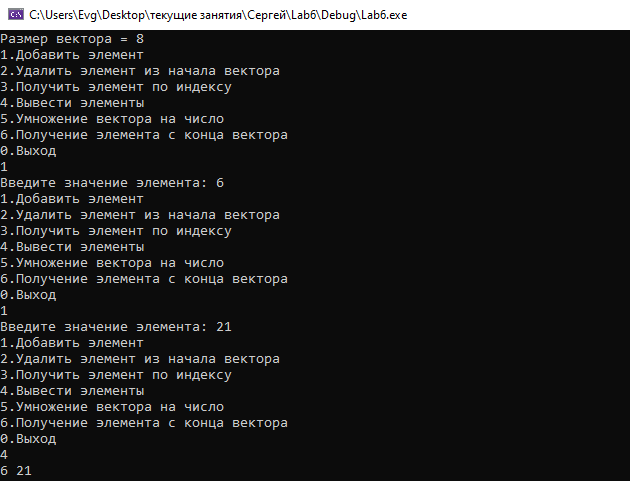 C:\Users\Evg\Desktop\текущие занятия\Сергей\Lab6\Debug\Lab6.exe
Размер вектора = 8
1.Добавить элемент
2.Удалить элемент из начала вектора
3.Получить элемент по индексу
4.Вывести элементы
5.Умножение вектора на число
6.Получение элемента с конца вектора
0.Выход
1
Введите значение элемента: 6
1.Добавить элемент
2.Удалить элемент из начала вектора
3.Получить элемент по индексу
4.Вывести элементы
5.Умножение вектора на число
6.Получение элемента с конца вектора
0.Выход
1
Введите значение элемента: 21
1.Добавить элемент
2.Удалить элемент из начала вектора
3.Получить элемент по индексу
4.Вывести элементы
5.Умножение вектора на число
6.Получение элемента с конца вектора
0.Выход
4
6 21